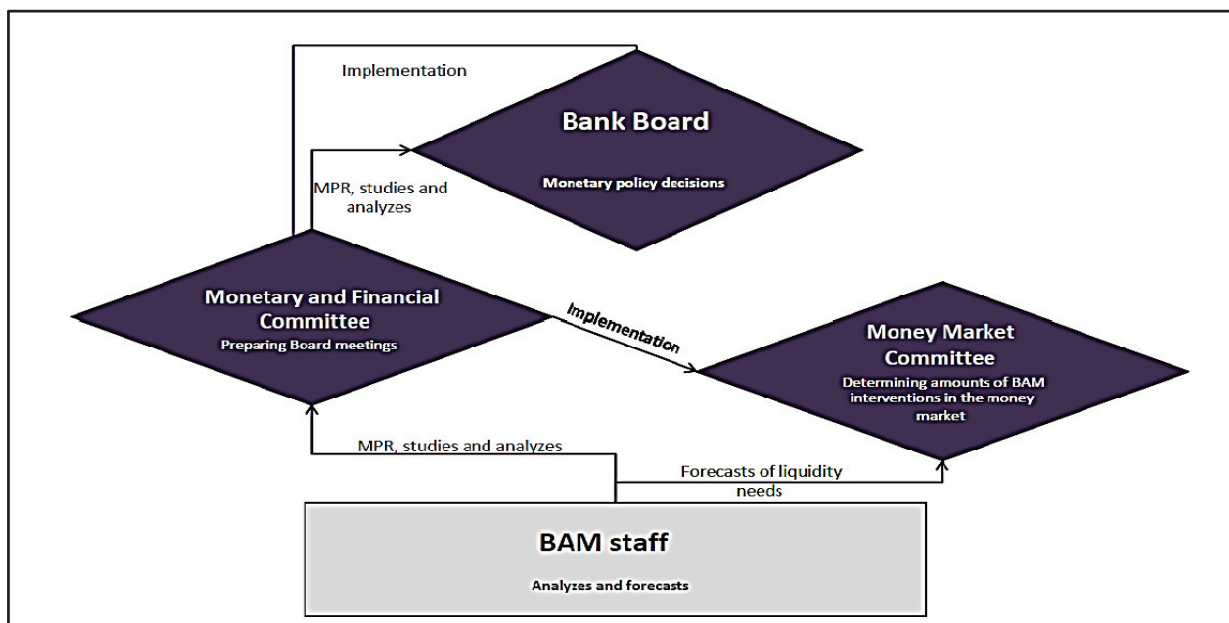 Implementation
Bank Board
Monetary policy decisions
MPR, studies and
analyzes
Monetary and Financial
Committee
Preparing Board meetings
Implementation
Money Market
Committee
Determining amounts of BAM
interventions in the money
market
MPR, studies and analyzes
Forecasts of liquidity
needs
BAM staff
Analyzes and forecasts